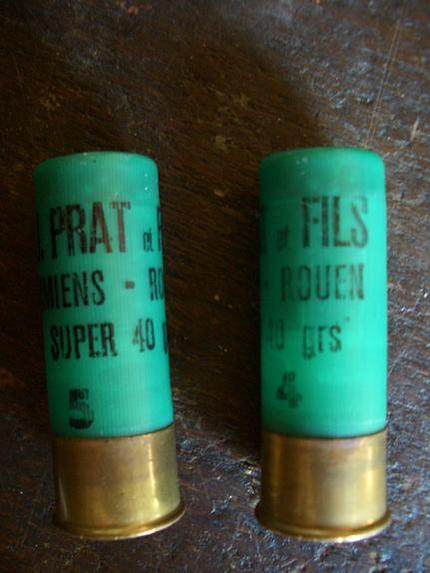 . PRAT et
MIENS - RO
SUPER 40 g
5
et FILS
- ROUEN
40 grs
4